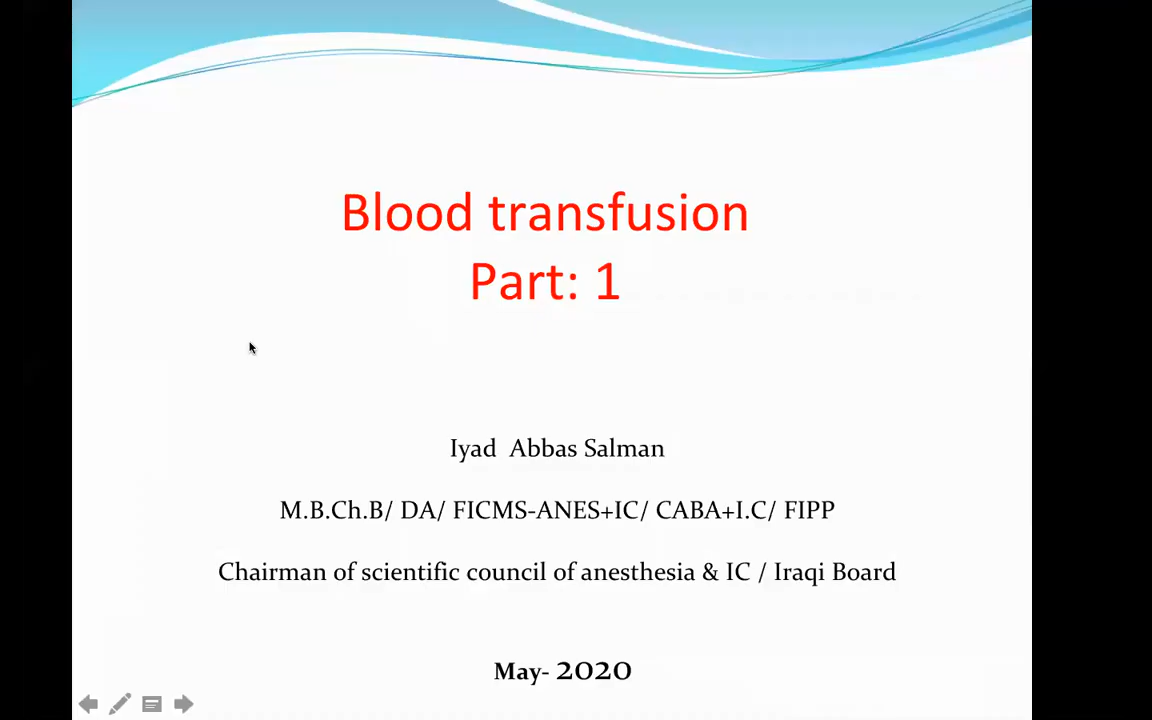 Blood transfusion
Part: 1
Iyad Abbas Salman
M.B.Ch.B/ DA/ FICMS-ANES+IC/ CABA+I.C/ FIPP
Chairman of scientific council of anesthesia & IC / Iraqi Board
May- 2020